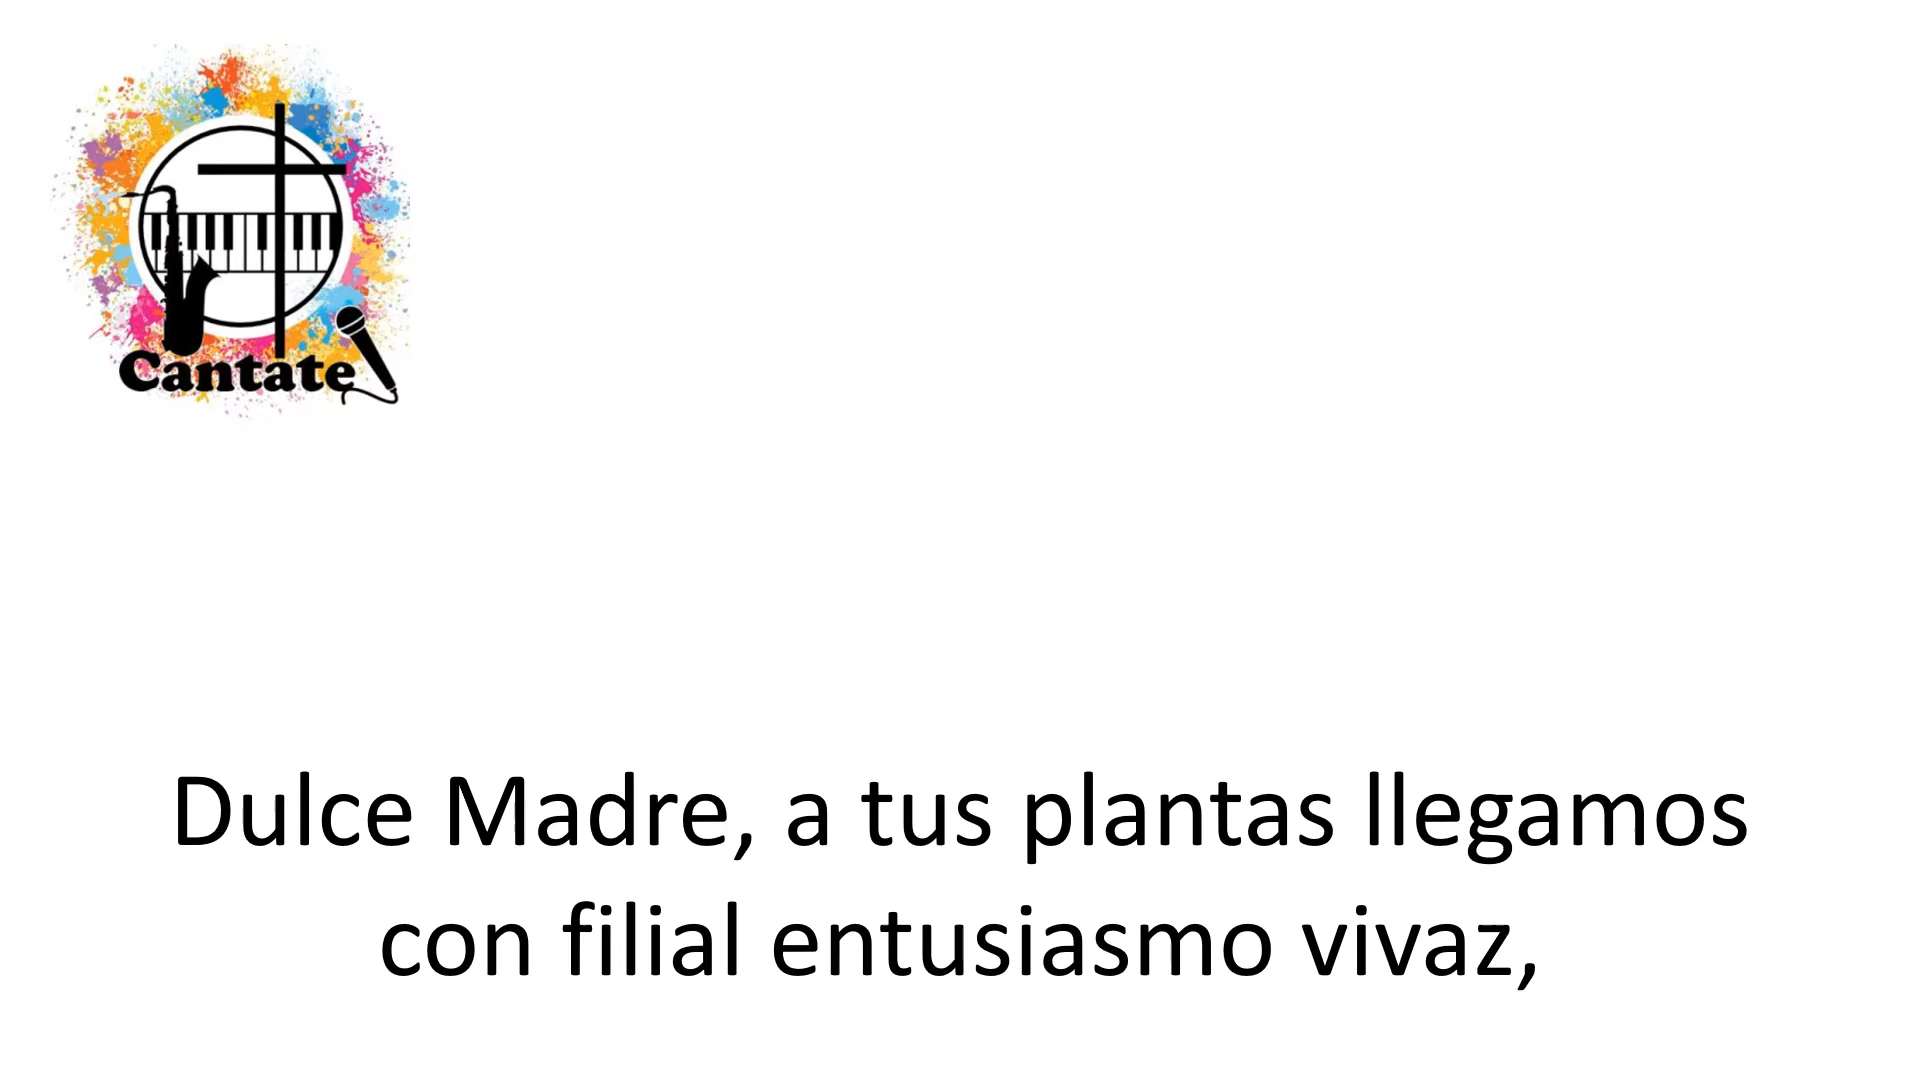 Cantate
Dulce Madre, a tus plantas llegamos
con filial entusiasmo vivaz,